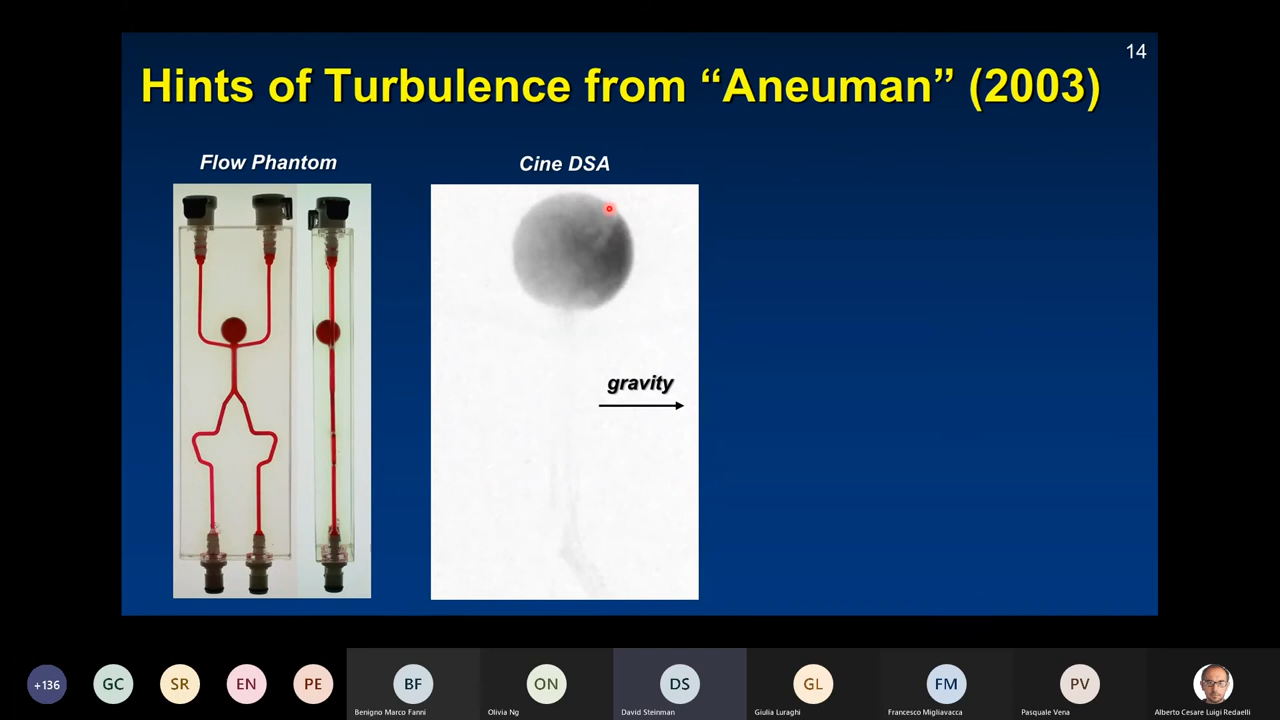 14
Hints of Turbulence from “Aneuman” (2003)
Flow Phantom
Cine DSA
gravity
+136
GC
SR
EN
PE
BF
ON
DS
GL
FM
PV
Benigno Marco Fanni
Olivia Ng
David Steinman
Giulia Luraghi
Francesco Migliavacca
Pasquale Vena
Alberto Cesare Luigi Redaelli